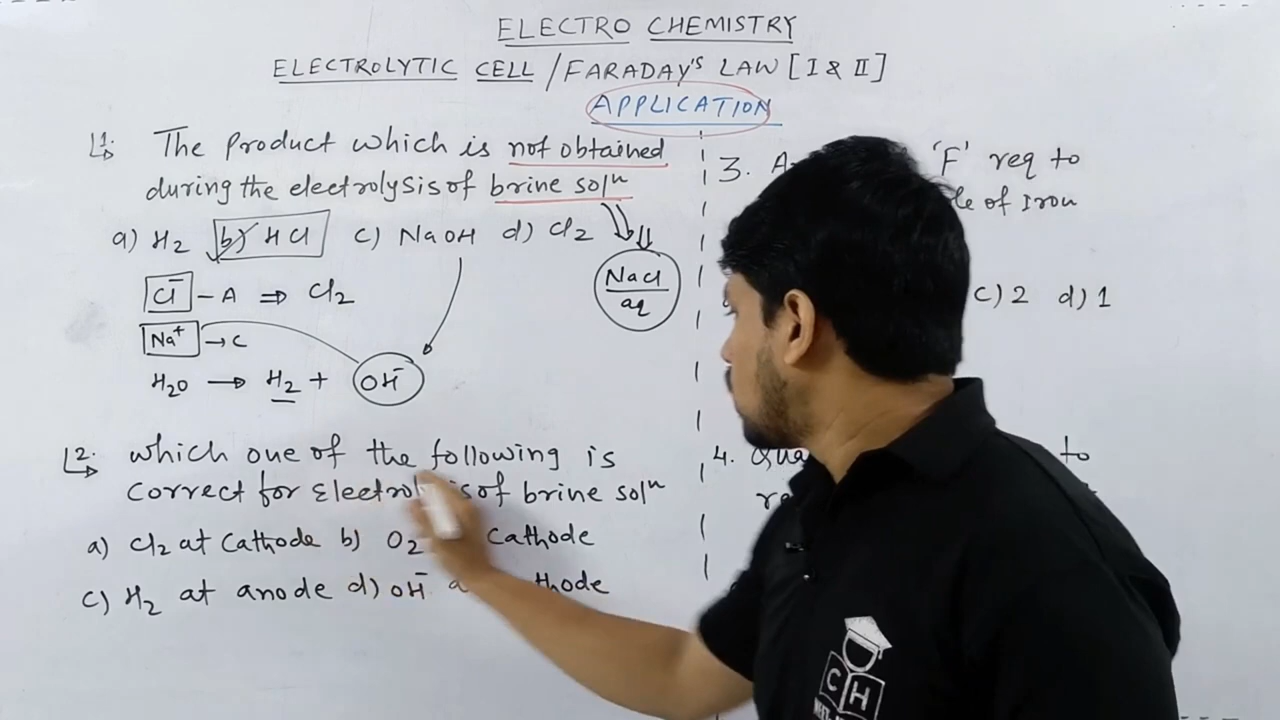 ELECTRO CHEMISTRY
ELECTROLYTIC CELL / FARADAY'S LAW [I & II]
APPLICATION
1. The Product which is not obtained
during the electrolysis of brine solⁿ
a) H2 b) HCl c) NaOH d) Cl2
NaCl
aq
Cl⁻ - A ⇒ Cl2
Na⁺ → C
H2O → H2 + OH⁻
2. which one of the following is
correct for of brine solⁿ
a) Cl2 at cathode b) O2 cathode
c) H2 at anode d) OH⁻
3. 'F' req to
of Iron
c) 2 d) 1
4. to
C H